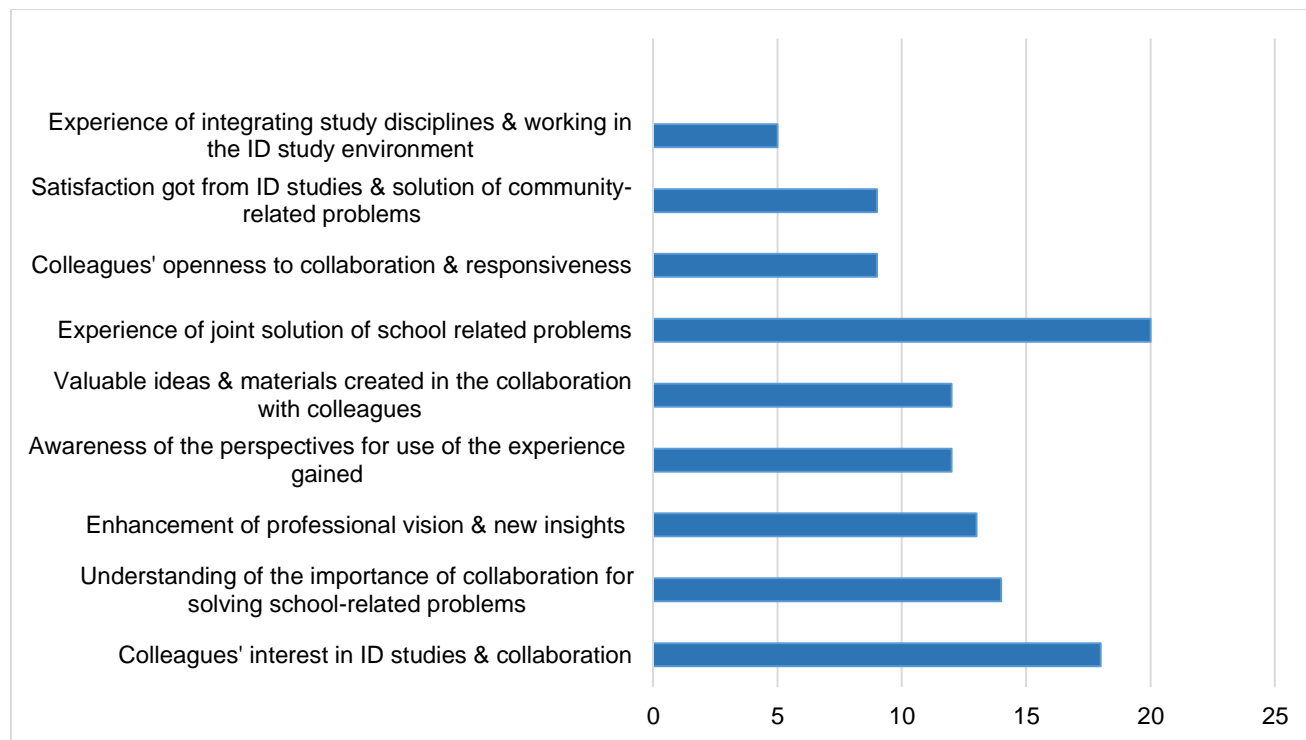 Experience of integrating study disciplines & working in
the ID study environment
Satisfaction got from ID studies & solution of community-
related problems
Colleagues' openness to collaboration & responsiveness
Experience of joint solution of school related problems
Valuable ideas & materials created in the collaboration
with colleagues
Awareness of the perspectives for use of the experience
gained
Enhancement of professional vision & new insights
Understanding of the importance of collaboration for
solving school-related problems
Colleagues' interest in ID studies & collaboration
0 5 10 15 20 25